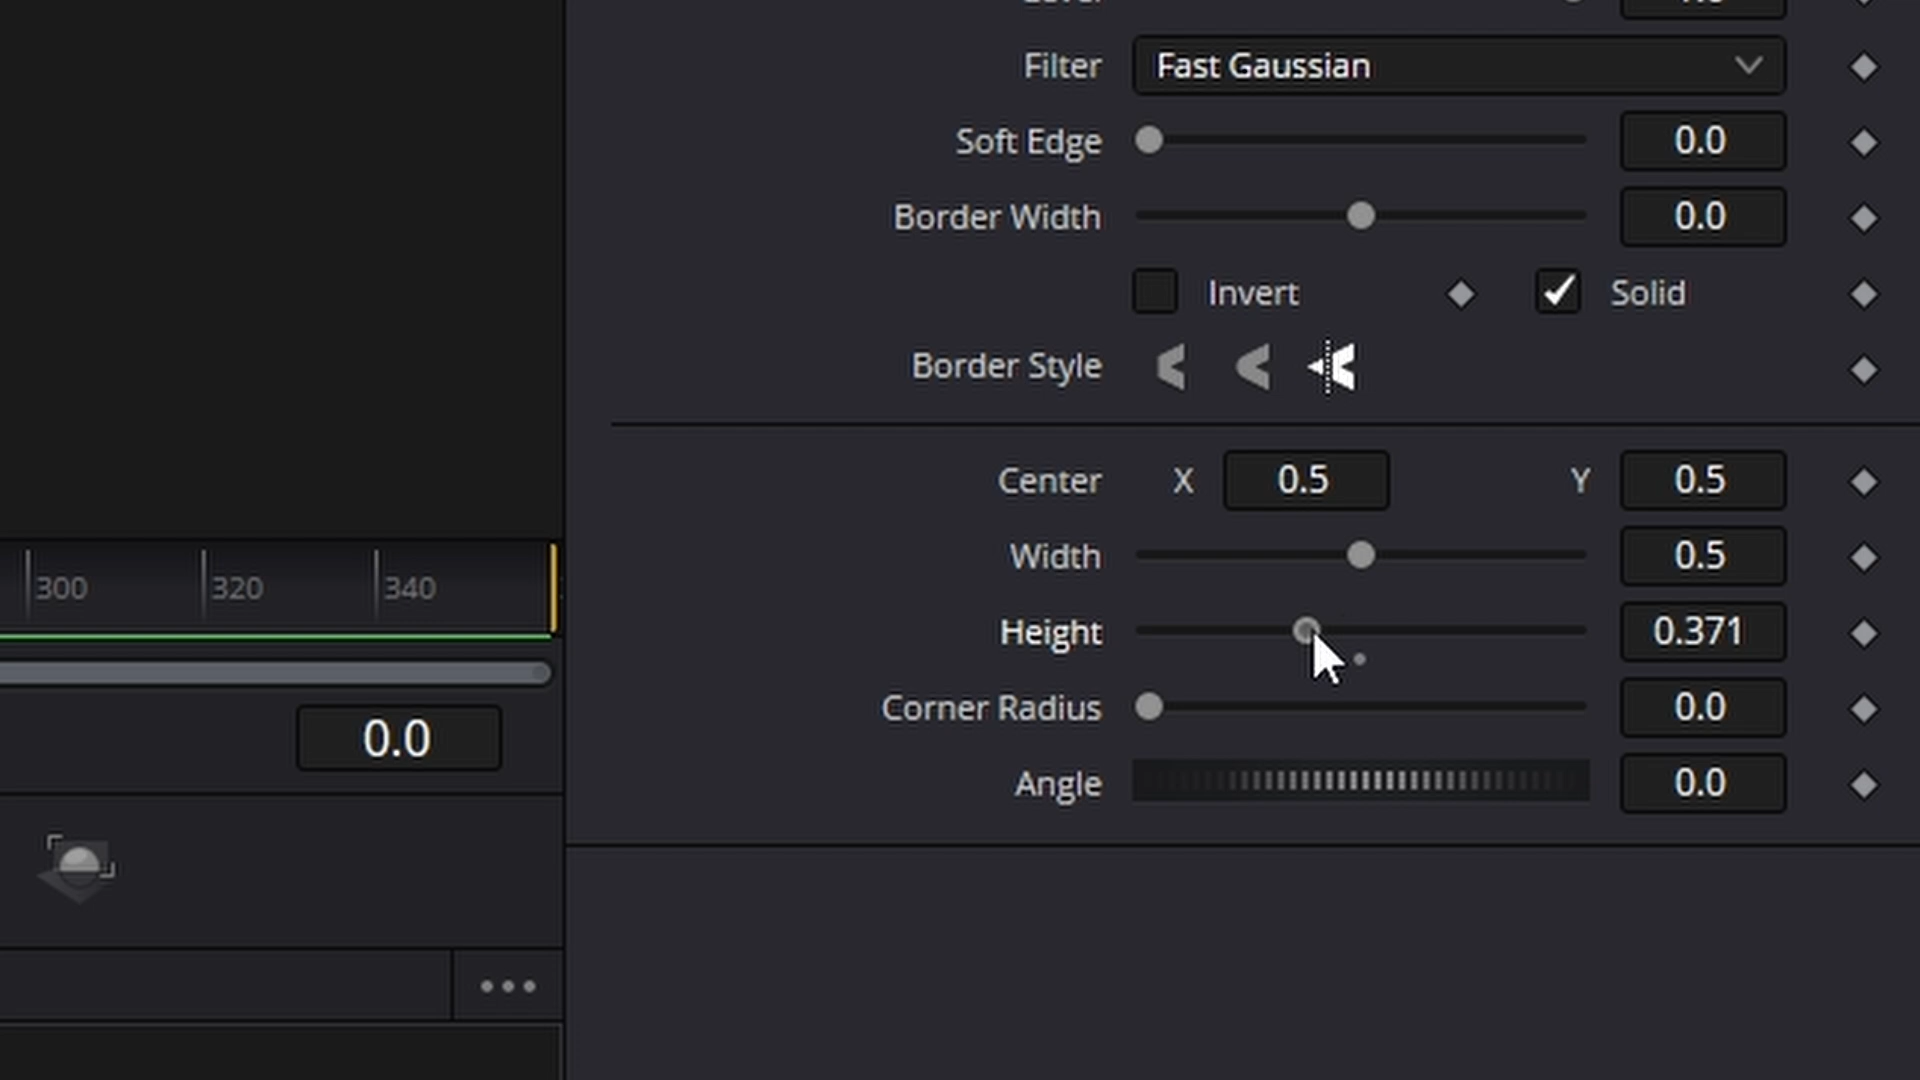 Filter Fast Gaussian
Soft Edge 0.0
Border Width 0.0
Invert Solid
Border Style
Center X 0.5 Y 0.5
Width 0.5
300 320 340
Height 0.371
Corner Radius 0.0
0.0
Angle 0.0